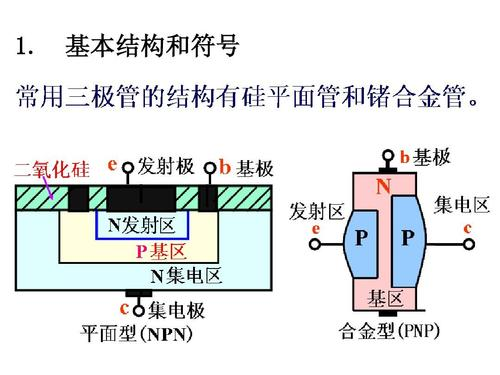 1. 基本结构和符号
常用三极管的结构有硅平面管和锗合金管。
二氧化硅
e 发射极
b 基极
N发射区
P基区
N集电区
c 集电极
平面型(NPN)
b 基极
N
发射区
集电区
e
P
P
c
基区
合金型(PNP)